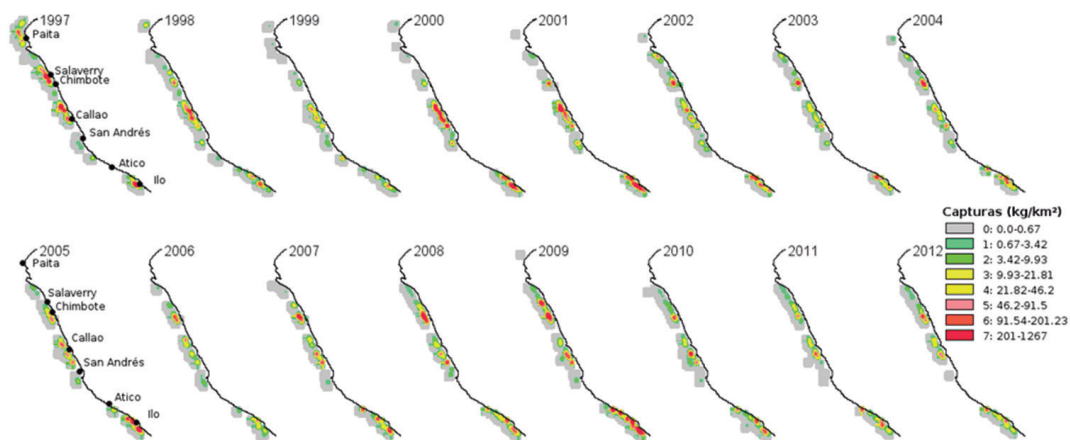 1997
1998
1999
2000
2001
2002
2003
2004
Paita
Salaverry
Chimbote
Callao
San Andrés
Atico
Ilo
2005
2006
2007
2008
2009
2010
2011
2012
Paita
Salaverry
Chimbote
Callao
San Andrés
Atico
Ilo
Capturas (kg/km²)
0: 0.0-0.67
1: 0.67-3.42
2: 3.42-9.93
3: 9.93-21.81
4: 21.82-46.2
5: 46.2-91.5
6: 91.54-201.23
7: 201-1267